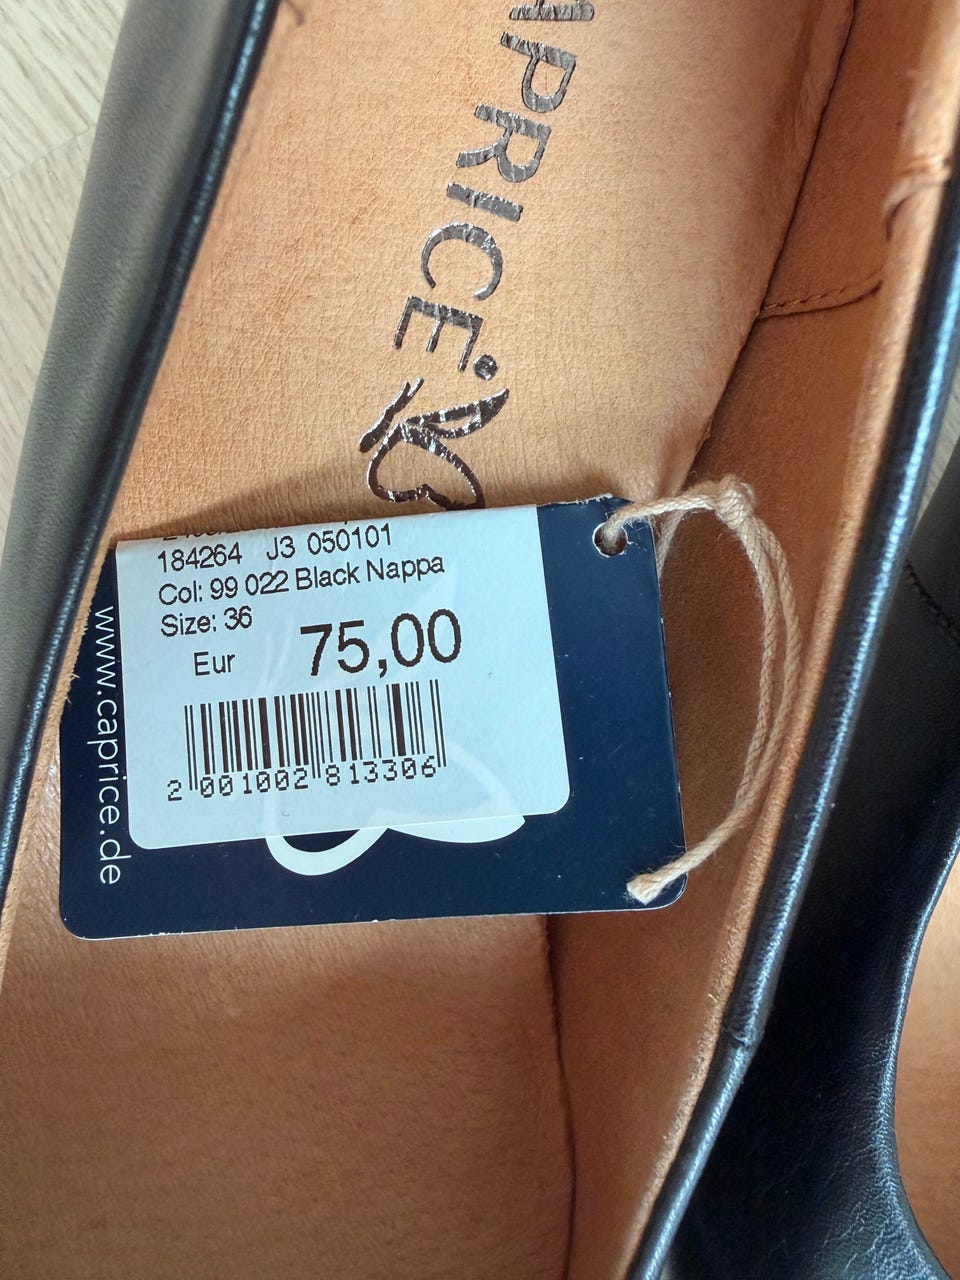 APRICE
184264 J3 050101
Col: 99 022 Black Nappa
Size: 36
Eur 75,00
2 001002 813306
www.caprice.de